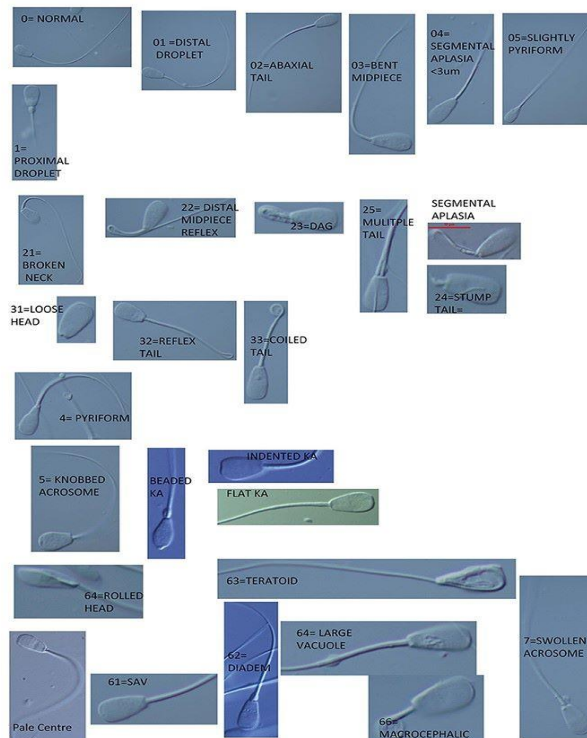 0= NORMAL
01 =DISTAL
DROPLET
02= ABAXIAL
TAIL
03=BENT
MIDPIECE
04=
SEGMENTAL
APLASIA
<3um
05=SLIGHTLY
PYRIFORM
1=
PROXIMAL
DROPLET
21=
BROKEN
NECK
22= DISTAL
MIDPIECE
REFLEX
23=DAG
25=
MULITPLE
TAIL
SEGMENTAL
APLASIA
24=STUMP
TAIL=
31=LOOSE
HEAD
32=REFLEX
TAIL
33=COILED
TAIL
4= PYRIFORM
5= KNOBBED
ACROSOME
BEADED
KA
INDENTED KA
FLAT KA
64=ROLLED
HEAD
63=TERATOID
Pale Centre
61=SAV
62=
DIADEM
64= LARGE
VACUOLE
66=
MACROCEPHALIC
7=SWOLLEN
ACROSOME